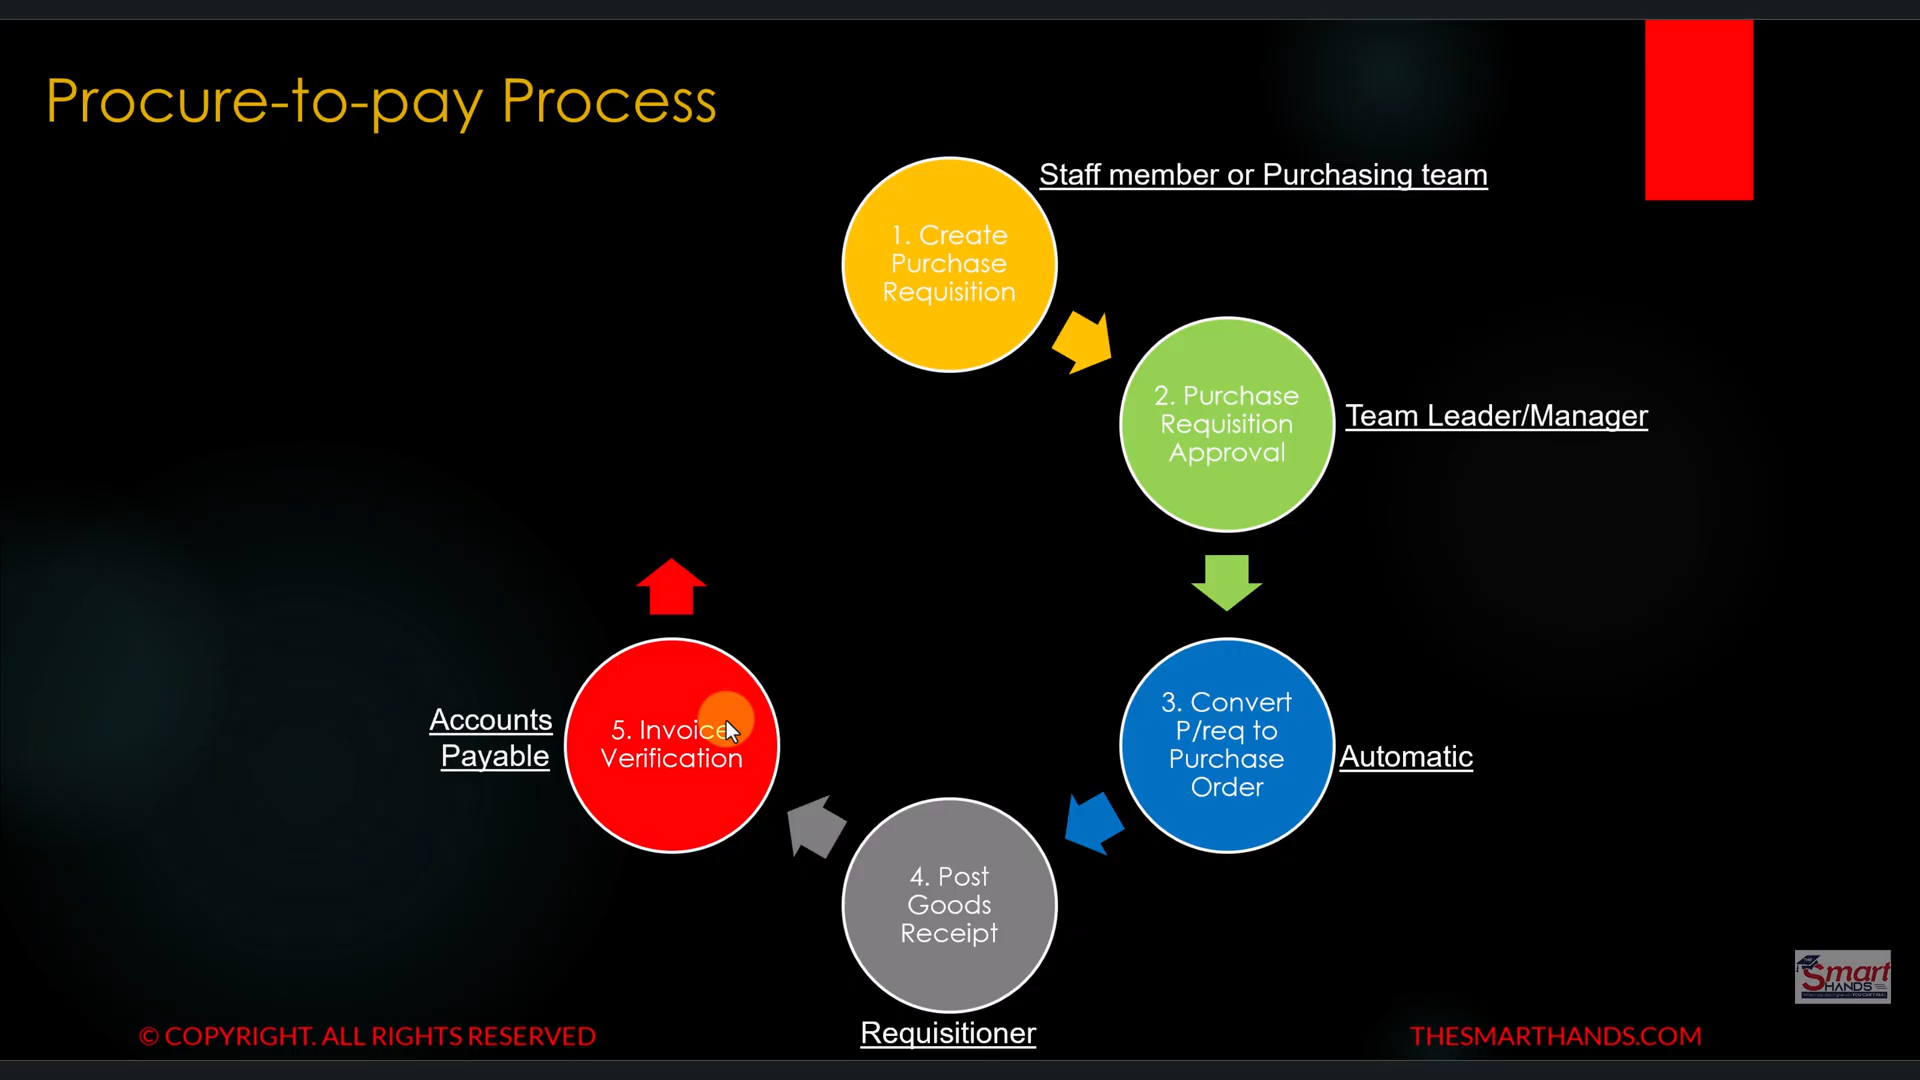 Procure-to-pay Process
Staff member or Purchasing team
1. Create
Purchase
Requisition
2. Purchase
Requisition
Approval
Team Leader/Manager
3. Convert
P/req to
Purchase
Order
Automatic
4. Post
Goods
Receipt
Requisitioner
5. Invoice
Verification
Accounts
Payable
Smart
HANDS
© COPYRIGHT. ALL RIGHTS RESERVED
THESMARTHANDS.COM